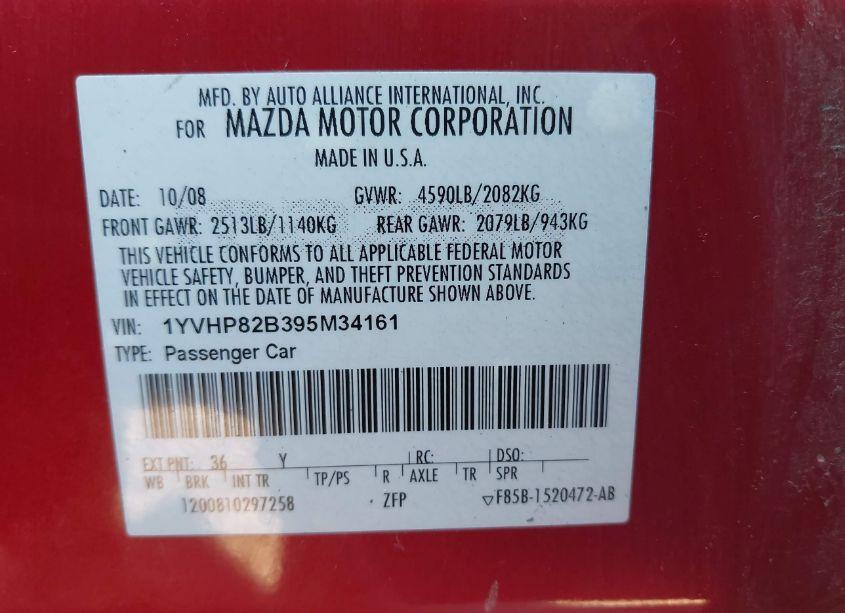 MFD. BY AUTO ALLIANCE INTERNATIONAL, INC.
FOR MAZDA MOTOR CORPORATION
MADE IN U.S.A.
DATE: 10/08 GVWR: 4590LB/2082KG
FRONT GAWR: 2513LB/1140KG REAR GAWR: 2079LB/943KG
THIS VEHICLE CONFORMS TO ALL APPLICABLE FEDERAL MOTOR
VEHICLE SAFETY, BUMPER, AND THEFT PREVENTION STANDARDS
IN EFFECT ON THE DATE OF MANUFACTURE SHOWN ABOVE.
VIN: 1YVHP82B395M34161
TYPE: Passenger Car
EXT PNT: 36 Y RC: DSO:
WB BRK INT TR TP/PS R AXLE TR SPR
1200810297258 ZFP ▽F85B-1520472-AB